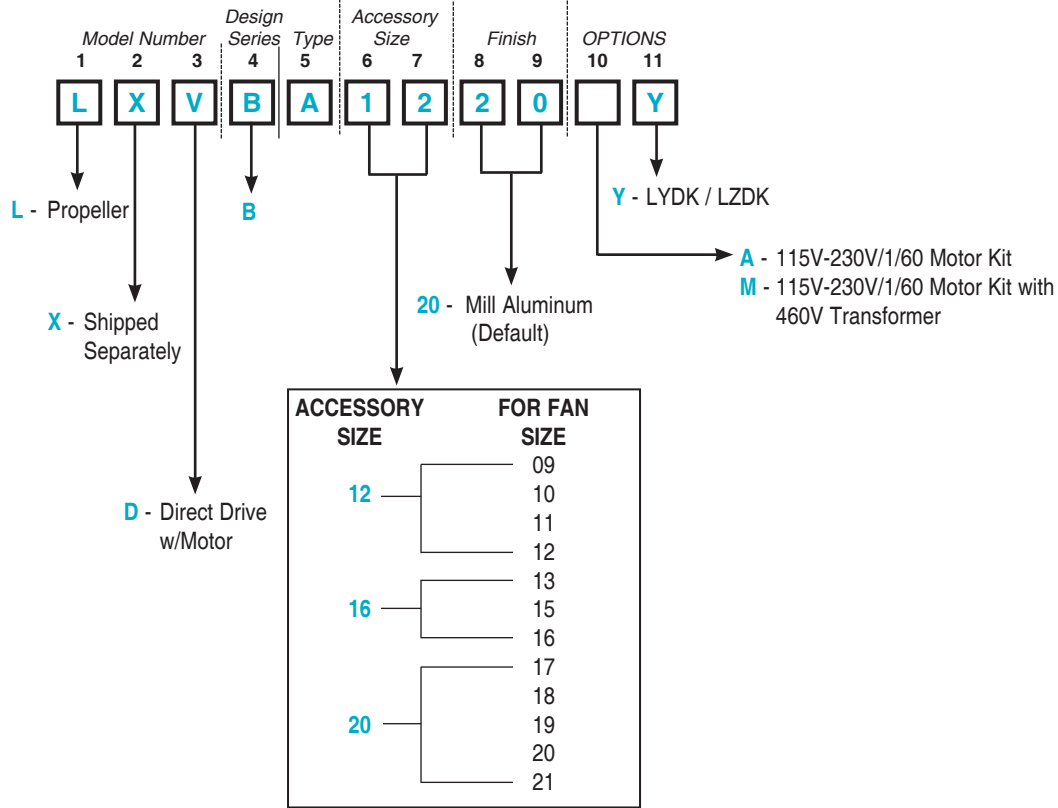 Design Accessory
Model Number Series Type Size Finish OPTIONS
1 2 3 4 5 6 7 8 9 10 11
L X V B A 1 2 2 0 Y
L - Propeller
B
Y - LYDK / LZDK
A - 115V-230V/1/60 Motor Kit
M - 115V-230V/1/60 Motor Kit with
460V Transformer
20 - Mill Aluminum
(Default)
X - Shipped
Separately
D - Direct Drive
w/Motor
ACCESSORY FOR FAN
SIZE SIZE
09
12 10
11
12
13
16 15
16
17
18
20 19
20
21